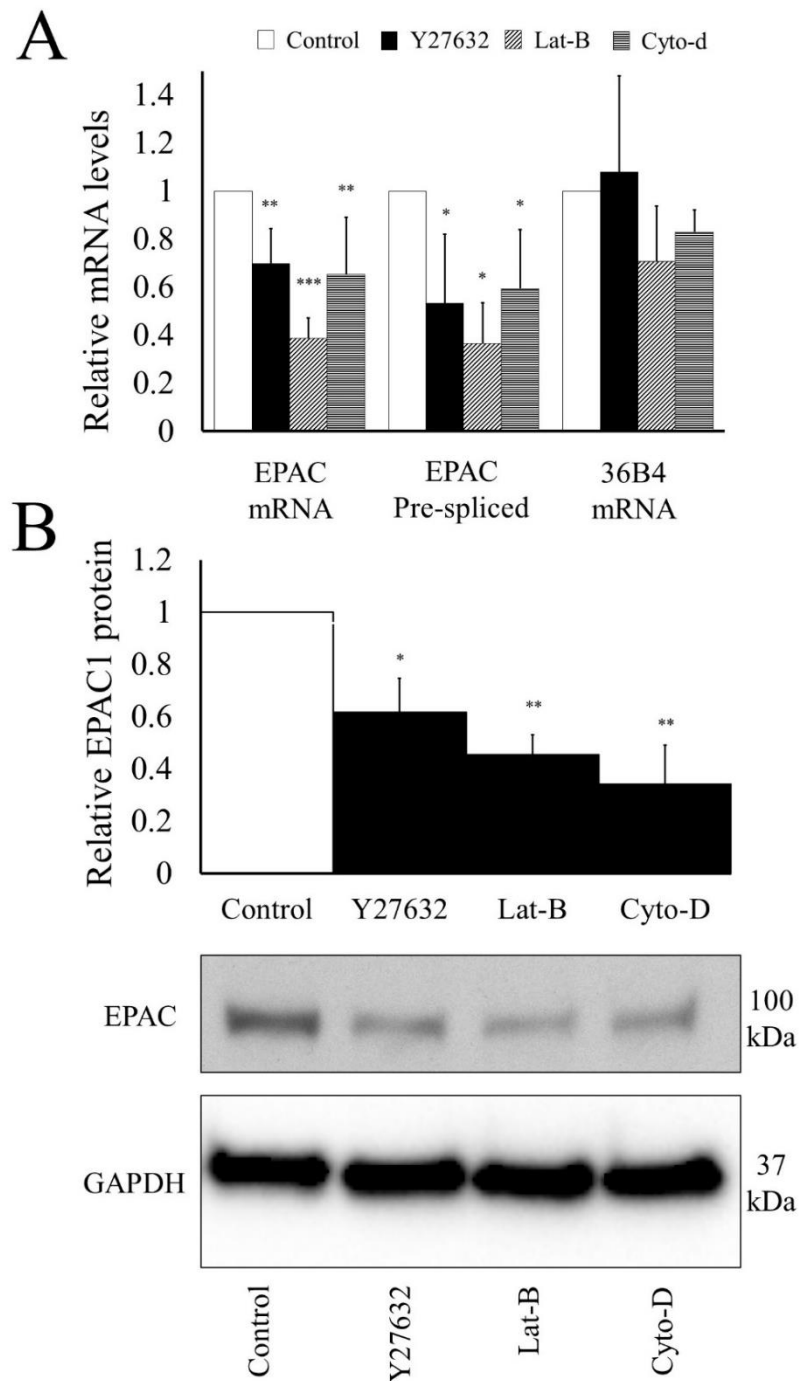 A
Control Y27632 Lat-B Cyto-d
Relative mRNA levels
1.4
1.2
1
0.8
0.6
0.4
0.2
0
** *** ** * * *
EPAC mRNA
EPAC Pre-spliced
36B4 mRNA
B
Relative EPAC1 protein
1.2
1
0.8
0.6
0.4
0.2
0
* ** **
Control Y27632 Lat-B Cyto-D
EPAC
100 kDa
GAPDH
37 kDa
Control
Y27632
Lat-B
Cyto-D